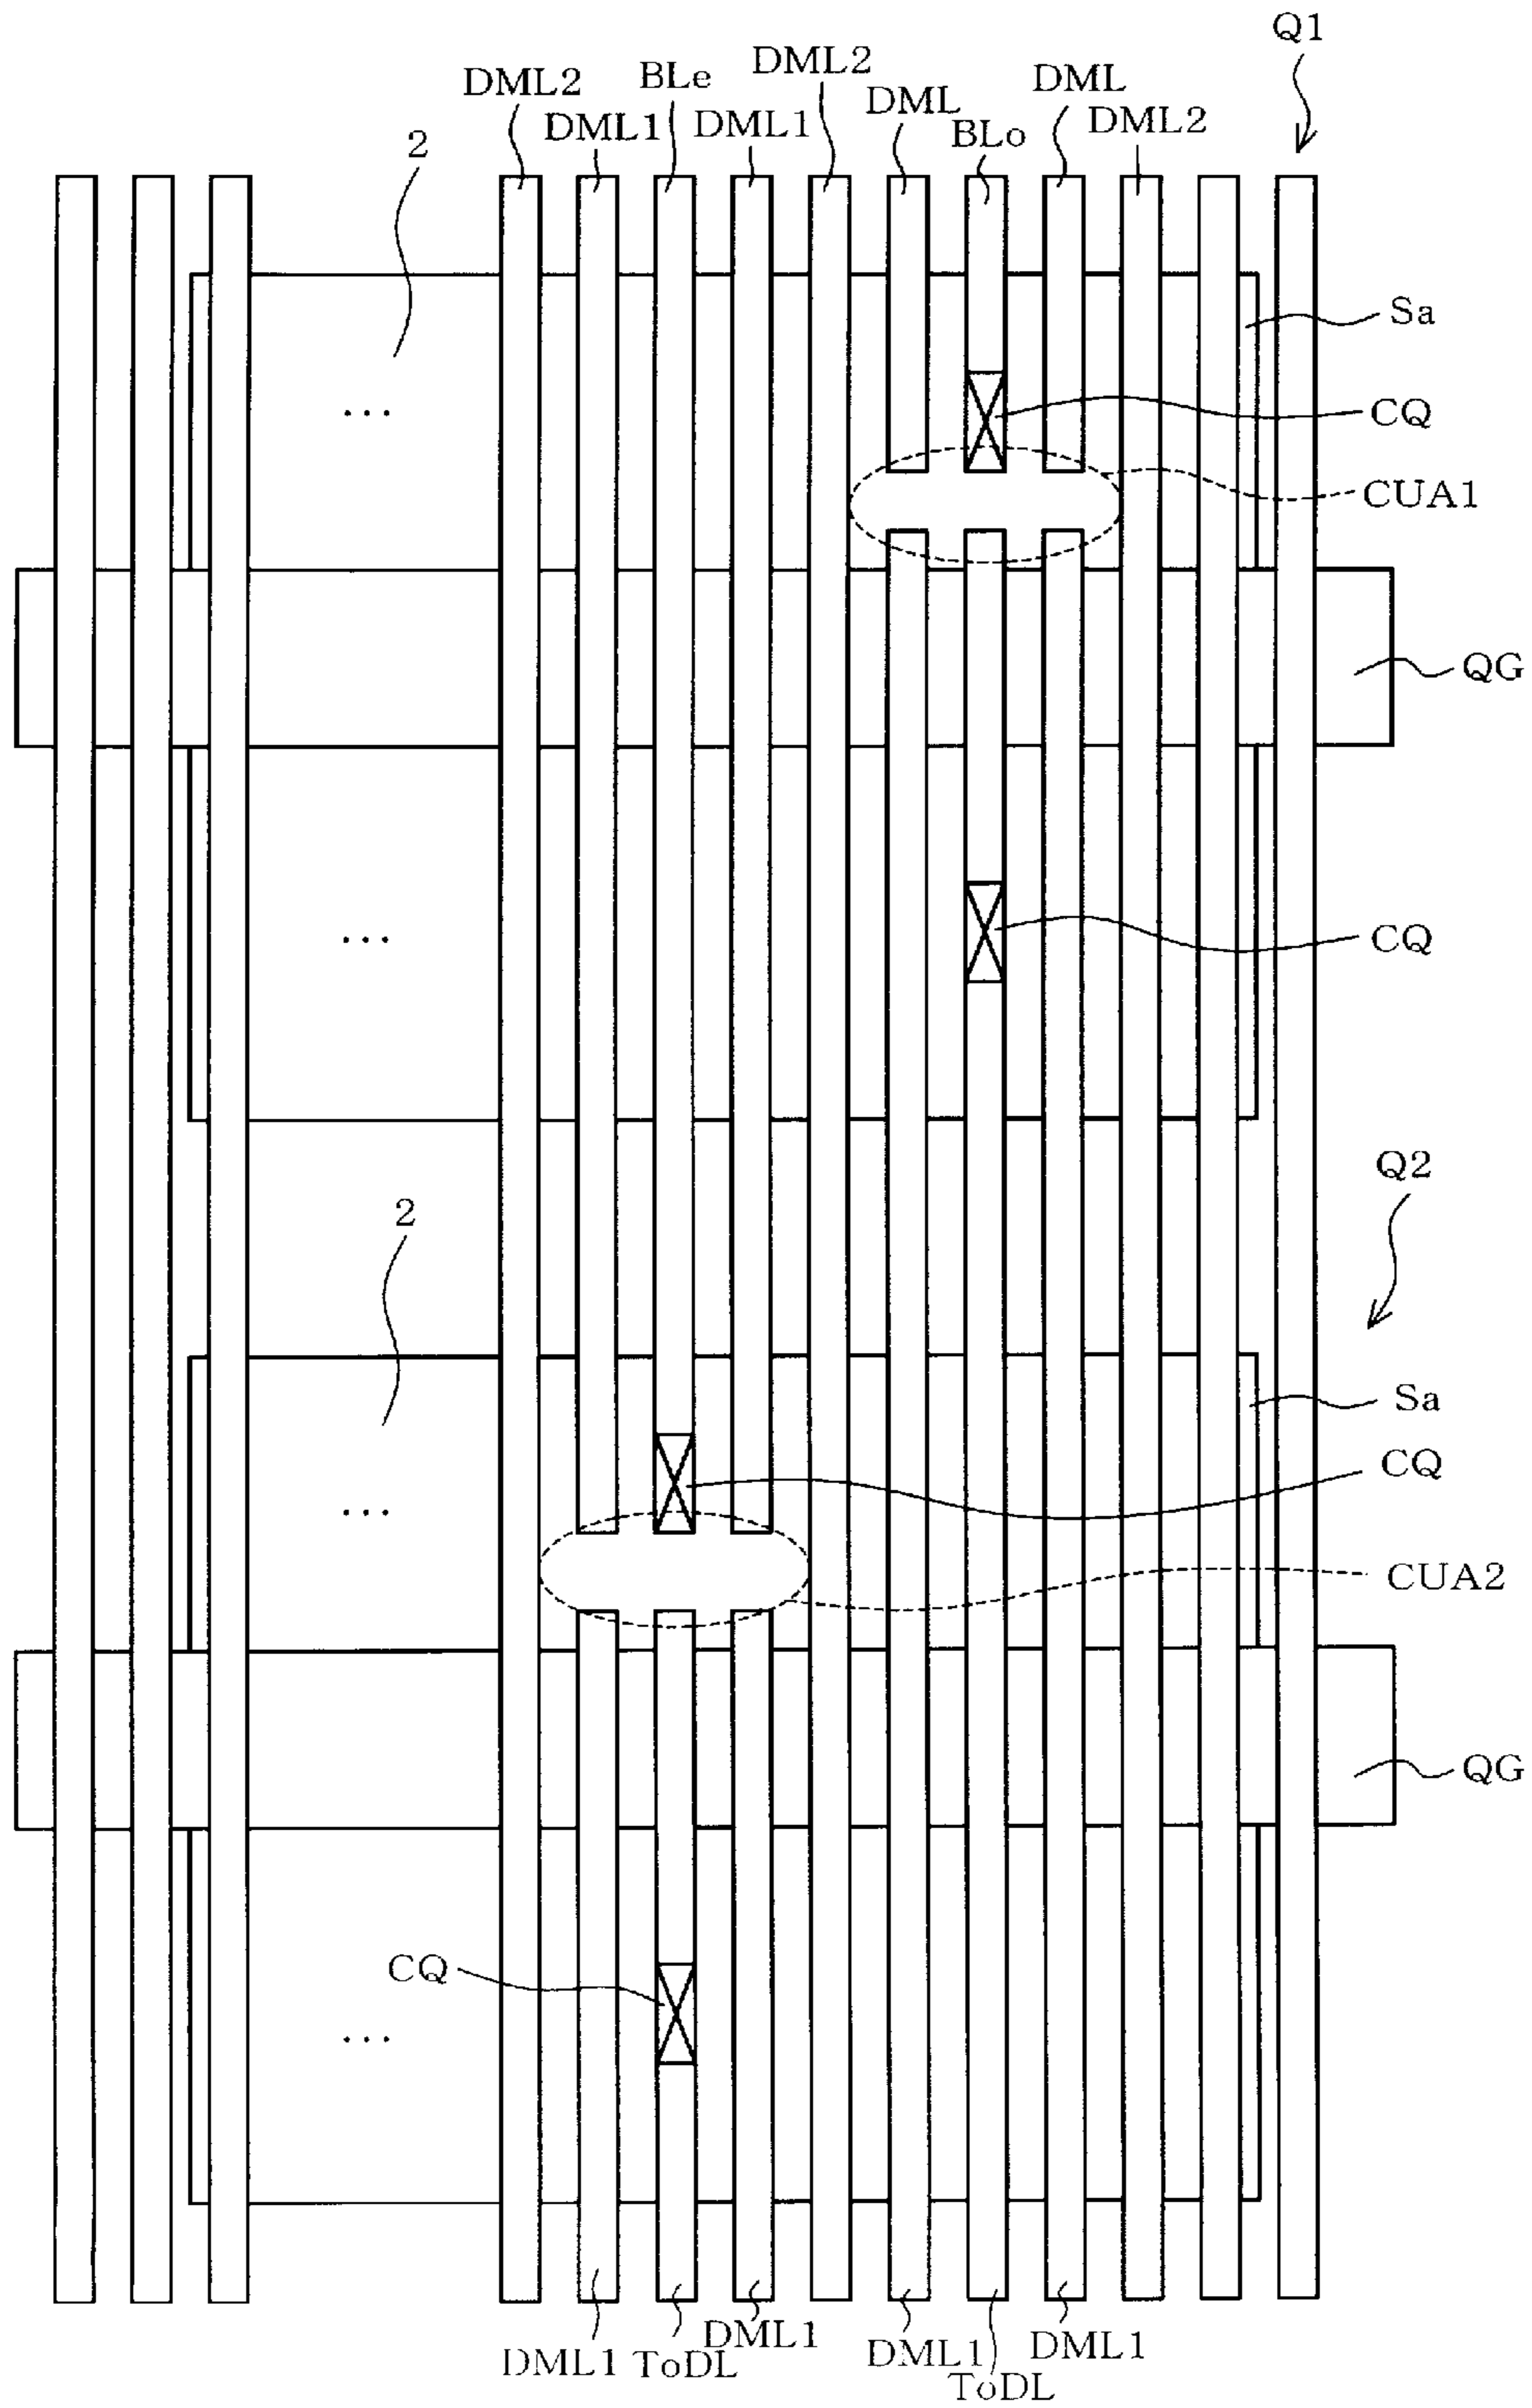 Q1
DML2
BLe
DML2
DML
DML
DML1
DML1
BLo
DML2
2
Sa
...
CQ
CUA1
QG
...
CQ
Q2
2
Sa
CQ
...
CUA2
QG
CQ
...
DML1
ToDL
DML1
DML1
ToDL
DML1